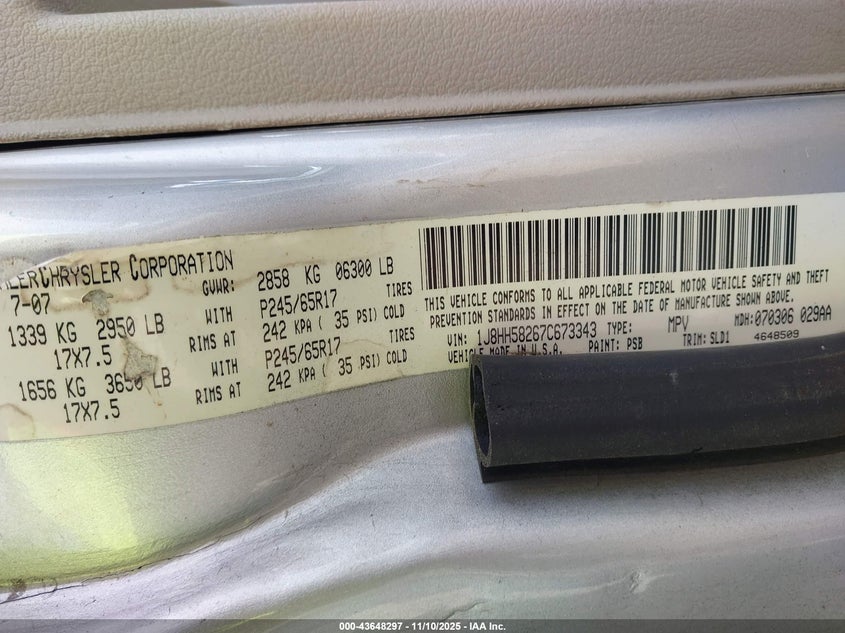 LERCHRYSLER CORPORATION
7-07
GVWR: 2858 KG 06300 LB
1339 KG 2950 LB WITH P245/65R17 TIRES
17X7.5 RIMS AT 242 KPA ( 35 PSI) COLD
1656 KG 3650 LB WITH P245/65R17 TIRES
17X7.5 RIMS AT 242 KPA ( 35 PSI) COLD
THIS VEHICLE CONFORMS TO ALL APPLICABLE FEDERAL MOTOR VEHICLE SAFETY AND THEFT
PREVENTION STANDARDS IN EFFECT ON THE DATE OF MANUFACTURE SHOWN ABOVE.
VIN: 1J8HH58267C673343 TYPE: MPV MDH:070306 029AA
VEHICLE MADE IN U.S.A. PAINT: PSB TRIM: SLD1 4648509
000-43648297 - 11/10/2025 - IAA Inc.